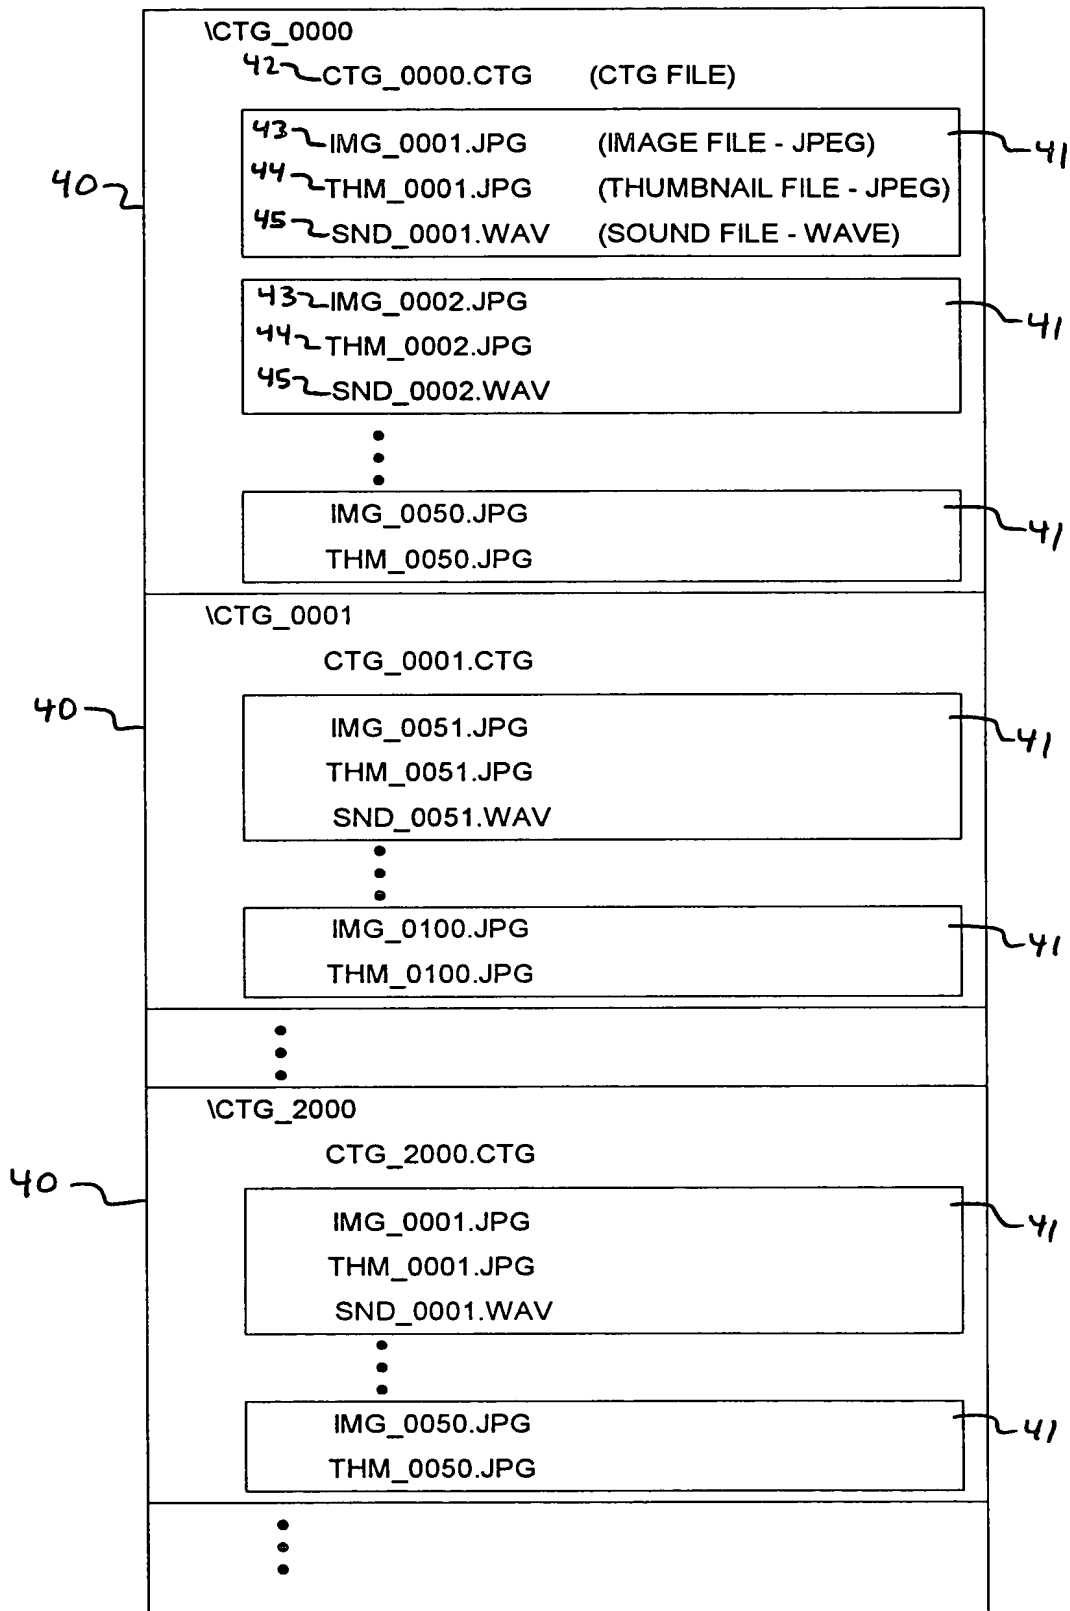 \CTG_0000
42 CTG_0000.CTG (CTG FILE)
43 IMG_0001.JPG (IMAGE FILE - JPEG) 41
40 44 THM_0001.JPG (THUMBNAIL FILE - JPEG)
45 SND_0001.WAV (SOUND FILE - WAVE)
43 IMG_0002.JPG 41
44 THM_0002.JPG
45 SND_0002.WAV
IMG_0050.JPG 41
THM_0050.JPG
\CTG_0001
CTG_0001.CTG
40 IMG_0051.JPG 41
THM_0051.JPG
SND_0051.WAV
IMG_0100.JPG 41
THM_0100.JPG
\CTG_2000
CTG_2000.CTG
40 IMG_0001.JPG 41
THM_0001.JPG
SND_0001.WAV
IMG_0050.JPG 41
THM_0050.JPG